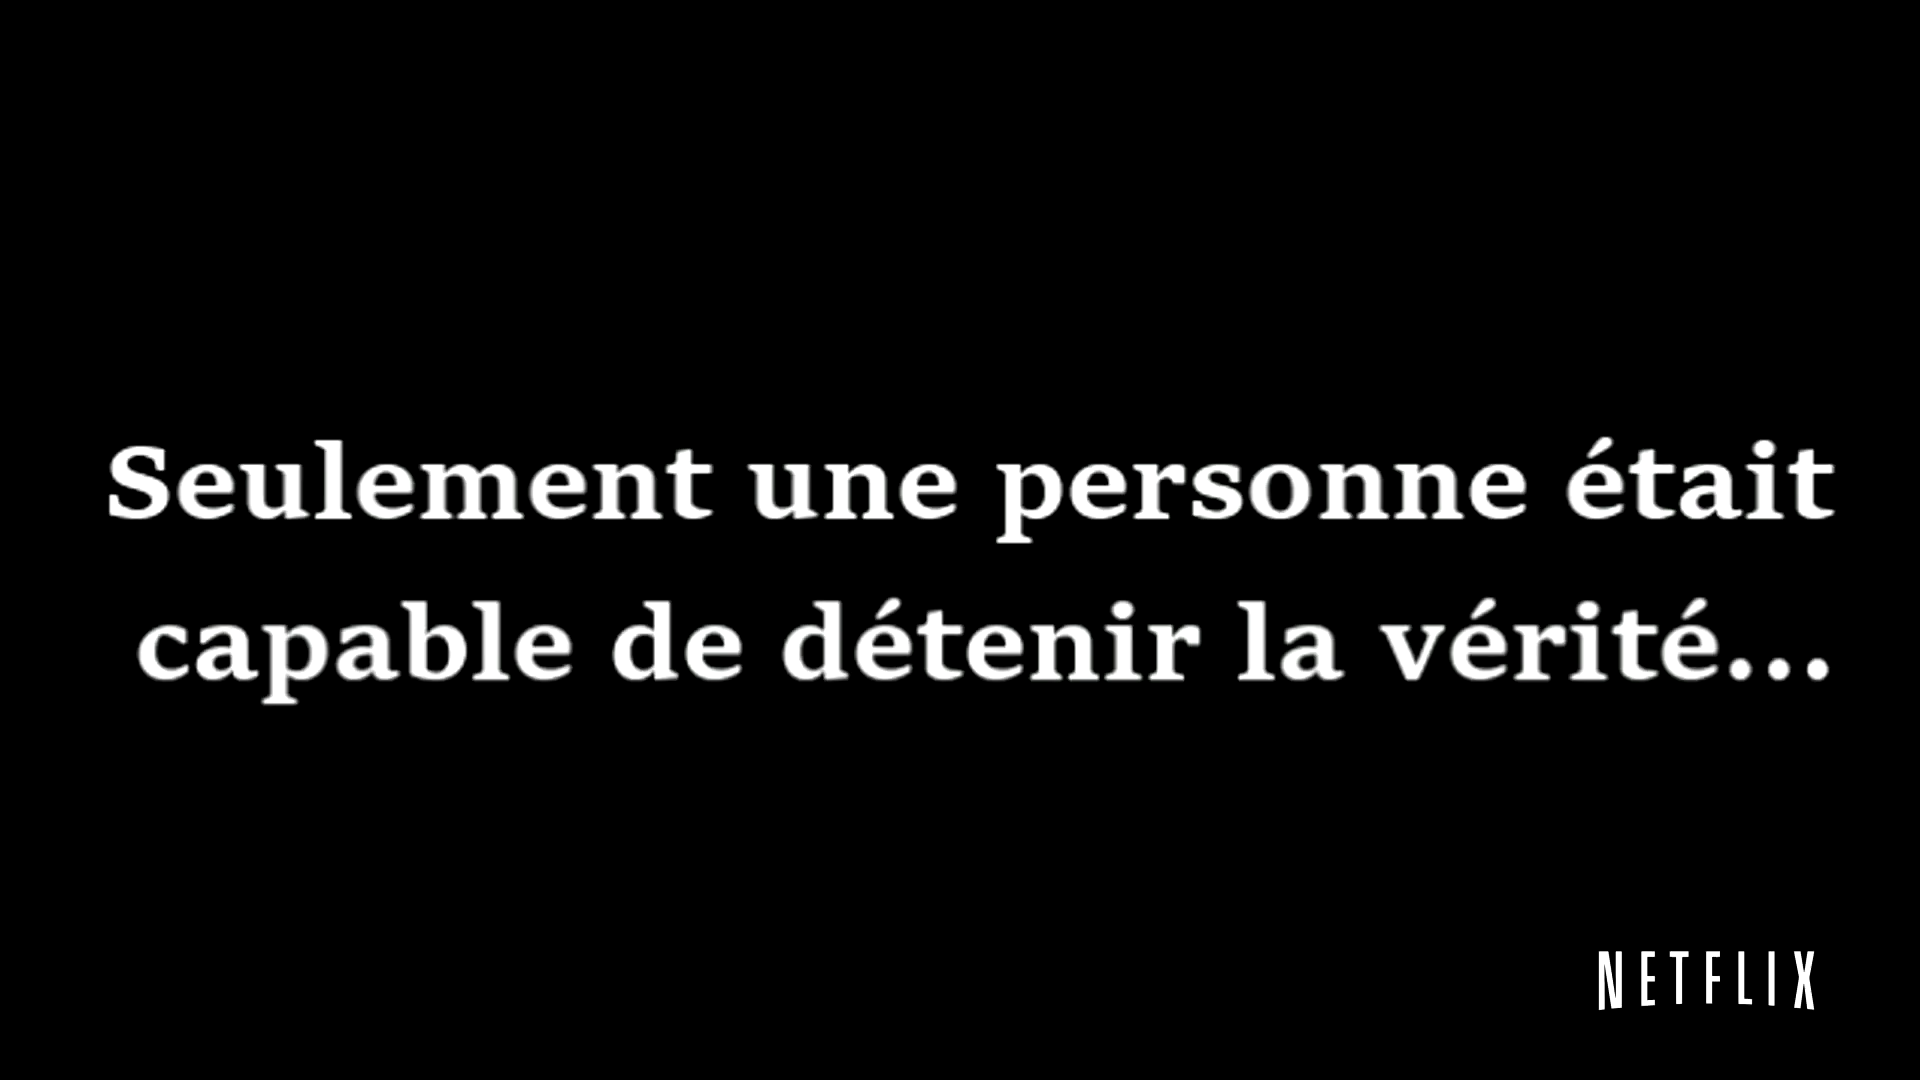 Seulement une personne était
capable de détenir la vérité...
NETFLIX